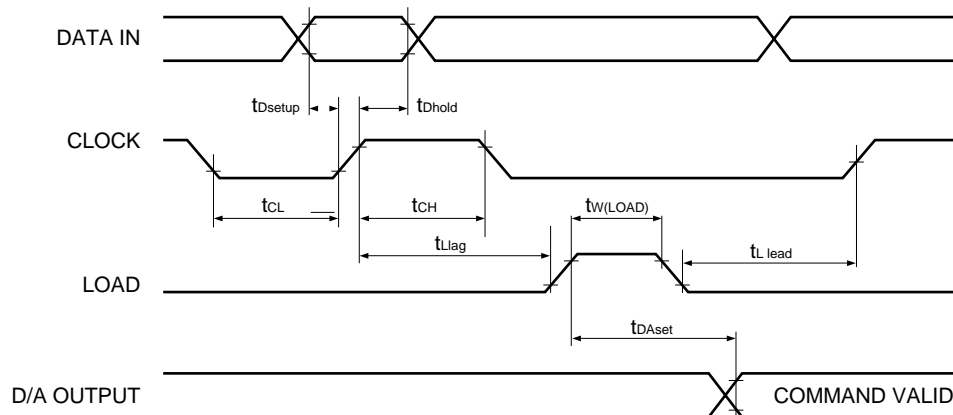 DATA IN
tDsetup tDhold
CLOCK
tCL tCH tW(LOAD)
tLlag tL lead
LOAD
tDAset
D/A OUTPUT COMMAND VALID